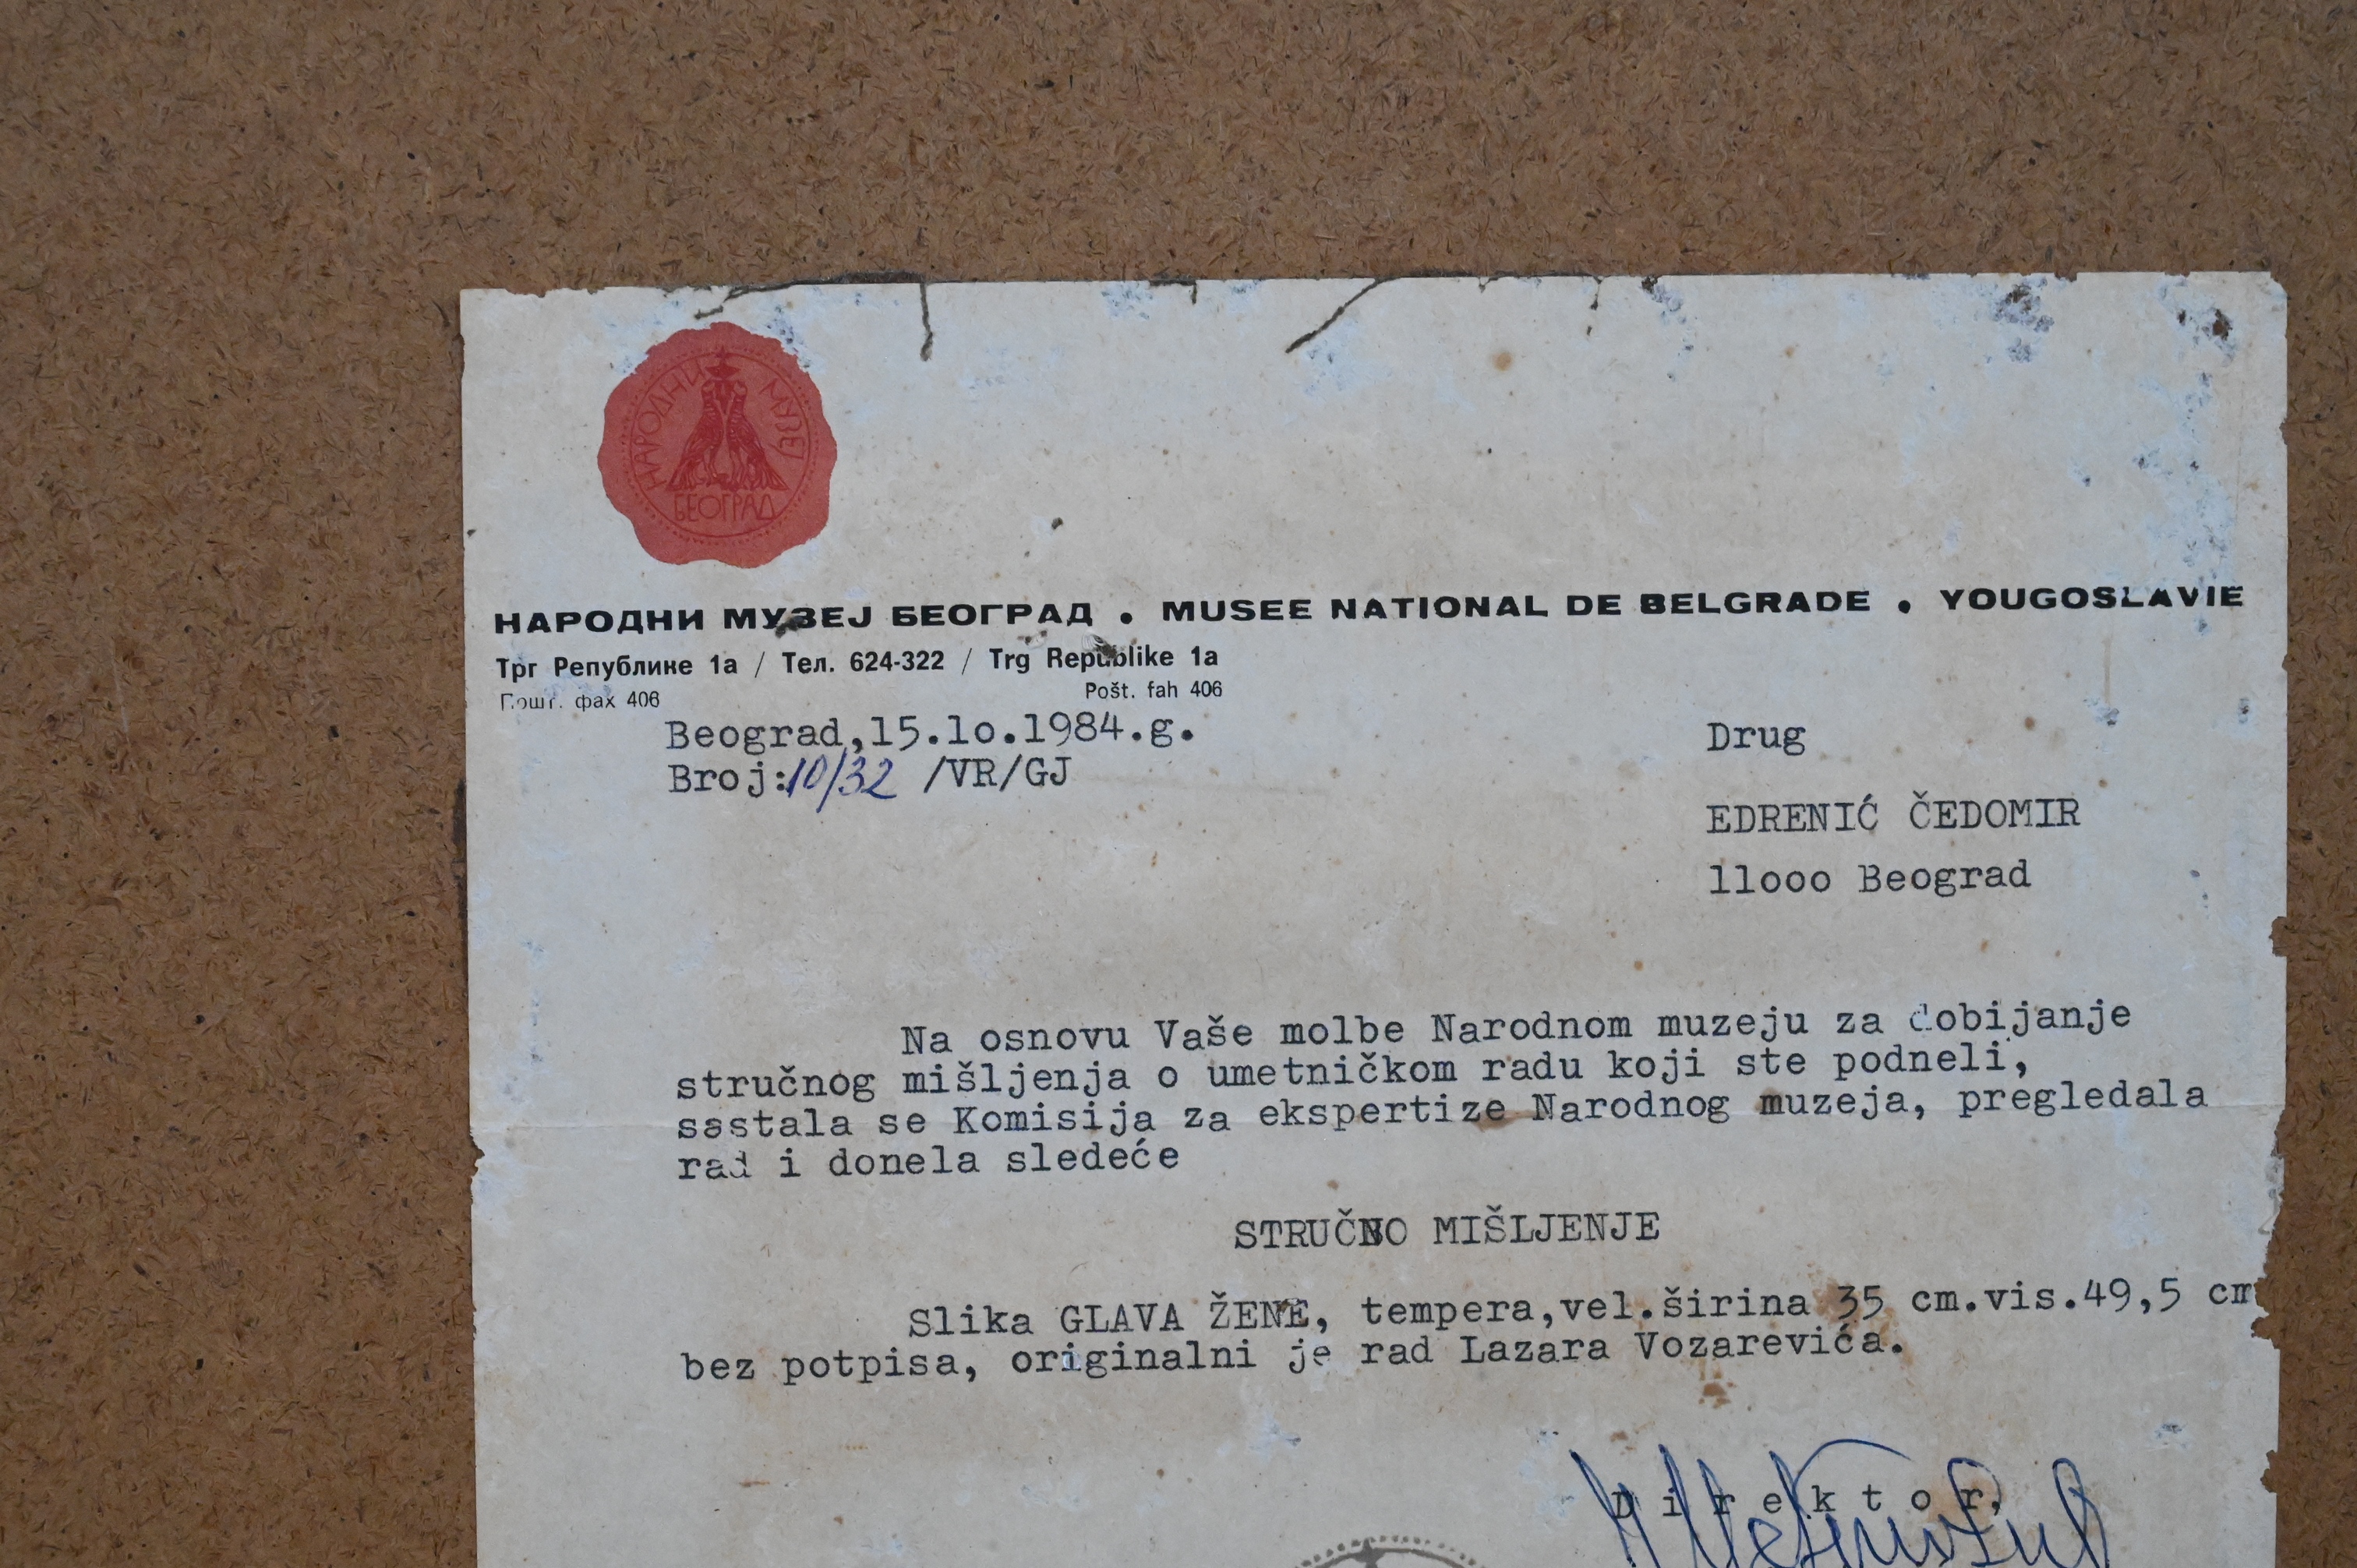 НАРОДНИ МУЗЕЈ
БЕОГРАД
НАРОДНИ МУЗЕЈ БЕОГРАД . MUSEE NATIONAL DE BELGRADE . YOUGOSLAVIE
Трг Републике 1а / Тел. 624-322 / Trg Republike 1a
Пошт. фах 406 Pošt. fah 406
Beograd,15.lo.1984.g.
Broj:10/32 /VR/GJ
Drug
EDRENIĆ ČEDOMIR
llooo Beograd
Na osnovu Vaše molbe Narodnom muzeju za dobijanje
stručnog mišljenja o umetničkom radu koji ste podneli,
sastala se Komisija za ekspertize Narodnog muzeja, pregledala
rad i donela sledeće
STRUČNO MIŠLJENJE
Slika GLAVA ŽENE, tempera,vel.širina 35 cm.vis.49,5 cm
bez potpisa, originalni je rad Lazara Vozarevića.
D i r e k t o r,